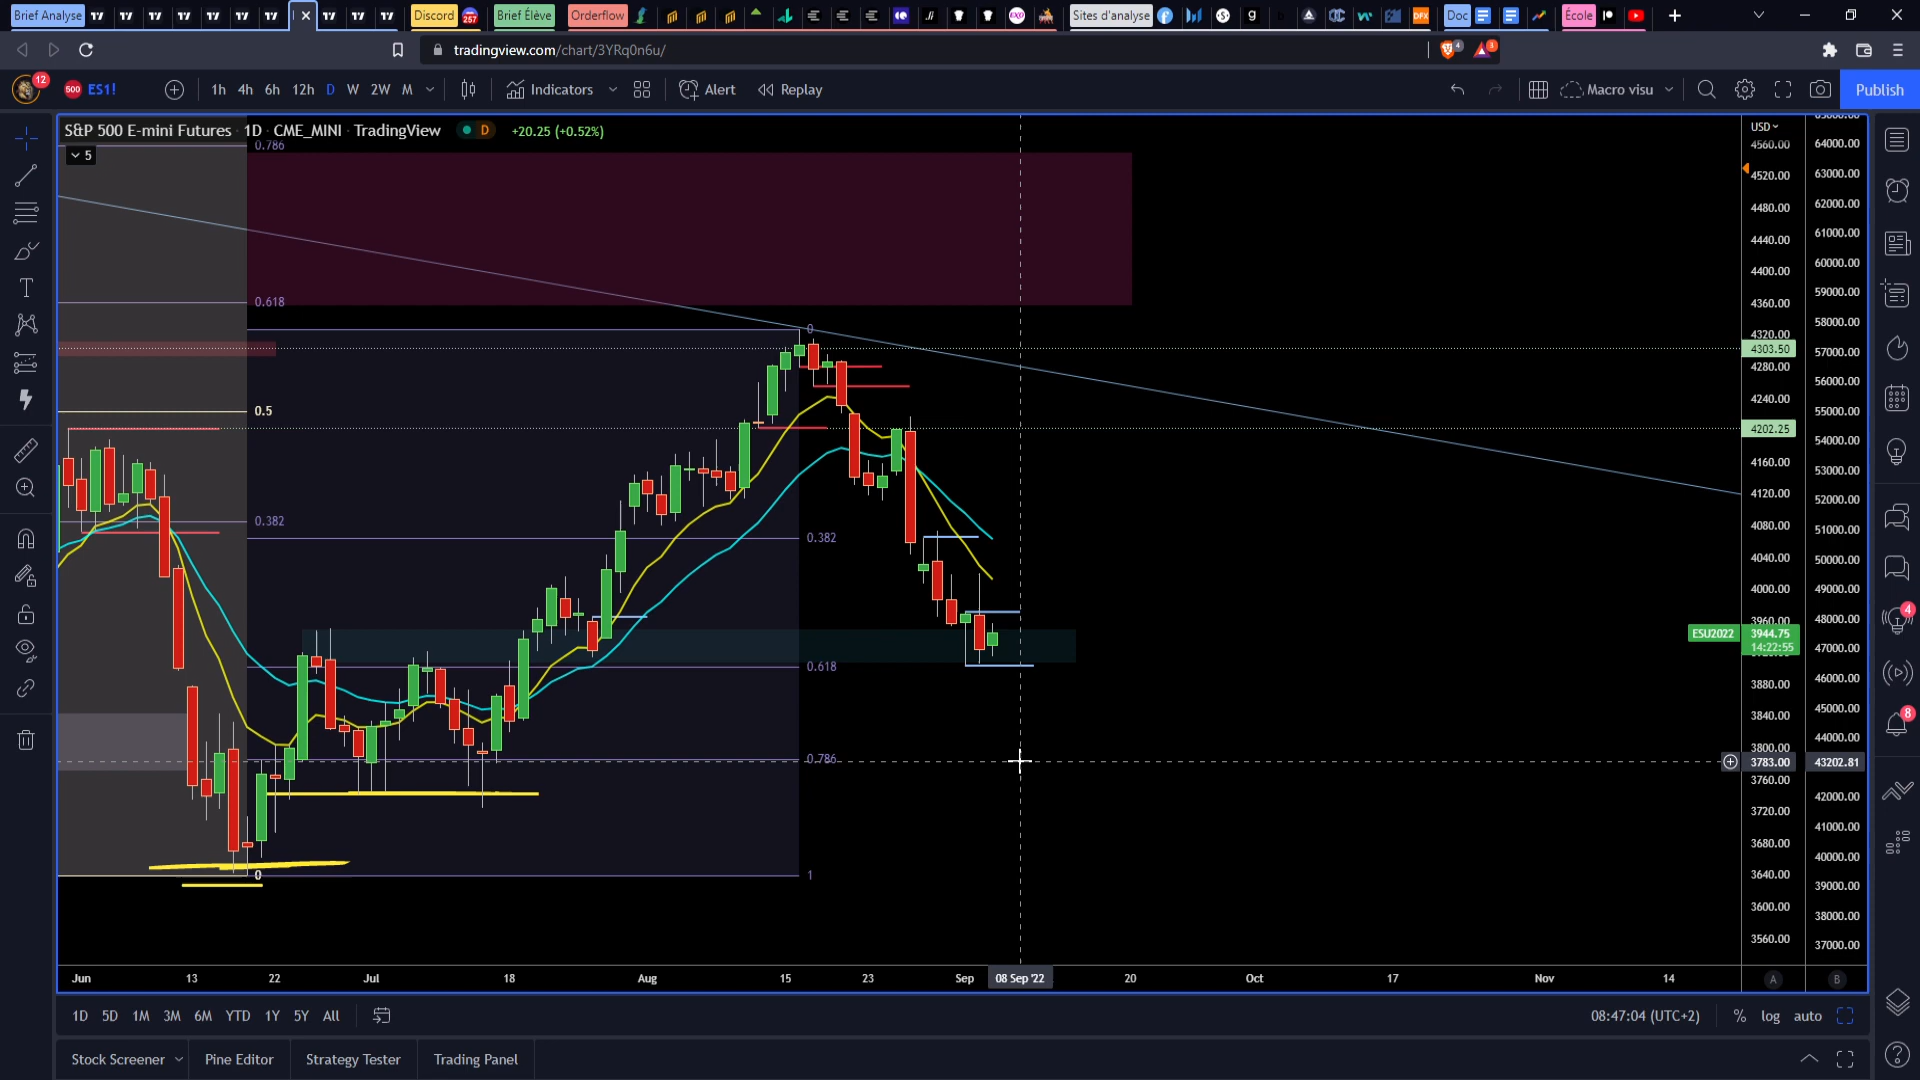 Brief Analyse
Discord
257
Brief Élève
Orderflow
EXO
Sites d'analyse
DFX
Doc
École
tradingview.com/chart/3YRq0n6u/
4
1
12
500
ES1!
1h
4h
6h
12h
D
W
2W
M
Indicators
Alert
Replay
Macro visu
Publish
S&P 500 E-mini Futures · 1D · CME_MINI · TradingView
D
+20.25 (+0.52%)
5
0.786
0.618
0.5
0.382
0
0
0.382
0.618
0.786
1
USD
4560.00
4520.00
4480.00
4440.00
4400.00
4360.00
4320.00
4303.50
4280.00
4240.00
4202.25
4160.00
4120.00
4080.00
4040.00
4000.00
3960.00
ESU2022
3944.75
14:22:55
3880.00
3840.00
3800.00
3783.00
3760.00
3720.00
3680.00
3640.00
3600.00
3560.00
64000.00
63000.00
62000.00
61000.00
60000.00
59000.00
58000.00
57000.00
56000.00
55000.00
54000.00
53000.00
52000.00
51000.00
50000.00
49000.00
48000.00
47000.00
46000.00
45000.00
44000.00
43202.81
42000.00
41000.00
40000.00
39000.00
38000.00
37000.00
4
8
Jun
13
22
Jul
18
Aug
15
23
Sep
08 Sep '22
20
Oct
17
Nov
14
A
B
1D
5D
1M
3M
6M
YTD
1Y
5Y
All
08:47:04 (UTC+2)
%
log
auto
Stock Screener
Pine Editor
Strategy Tester
Trading Panel